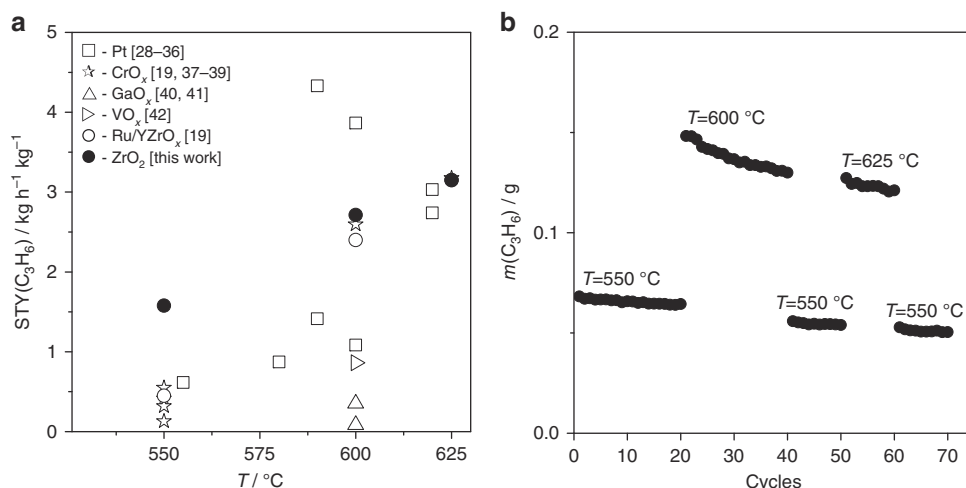 a
5
4
3
2
1
0
STY(C₃H₆) / kg h⁻¹ kg⁻¹
- Pt [28–36]
- CrOₓ [19, 37–39]
- GaOₓ [40, 41]
- VOₓ [42]
- Ru/YZrOₓ [19]
- ZrO₂ [this work]
550 575 600 625
T / °C
b
0.2
0.1
0.0
m(C₃H₆) / g
T=600 °C
T=625 °C
T=550 °C
T=550 °C
T=550 °C
0 10 20 30 40 50 60 70
Cycles